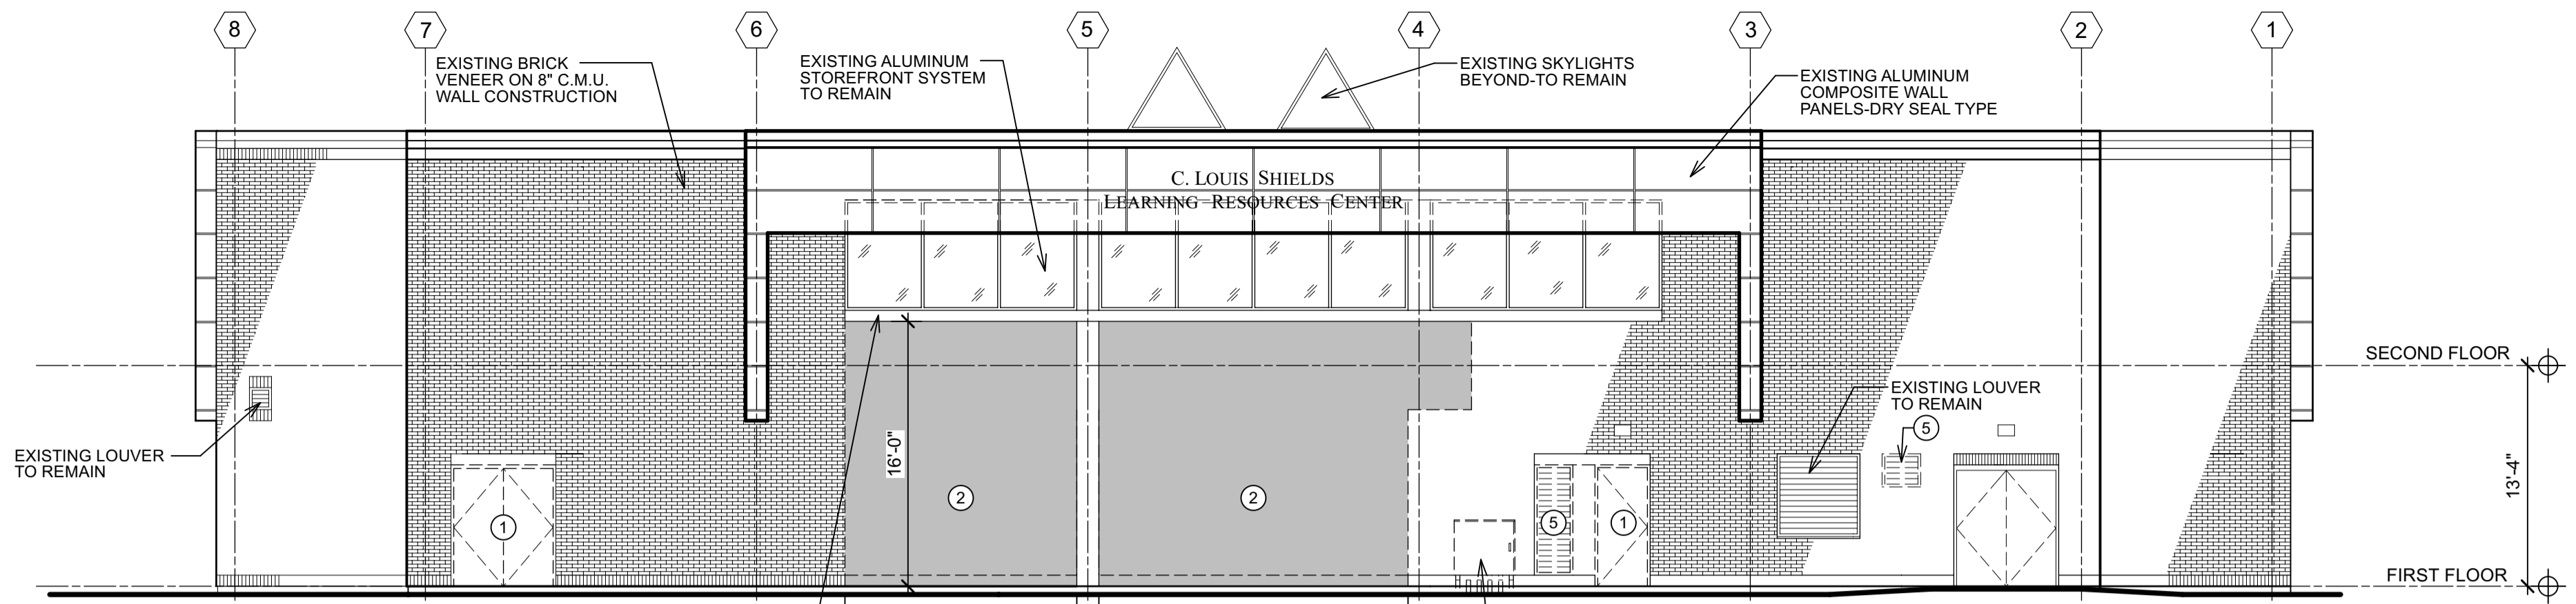 8
7
6
5
4
3
2
1
EXISTING BRICK
VENEER ON 8" C.M.U.
WALL CONSTRUCTION
EXISTING ALUMINUM
STOREFRONT SYSTEM
TO REMAIN
EXISTING SKYLIGHTS
BEYOND-TO REMAIN
EXISTING ALUMINUM
COMPOSITE WALL
PANELS-DRY SEAL TYPE
C. LOUIS SHIELDS
LEARNING RESOURCES CENTER
SECOND FLOOR
EXISTING LOUVER
TO REMAIN
5
EXISTING LOUVER
TO REMAIN
16'-0"
13'-4"
1
2
2
5
1
FIRST FLOOR